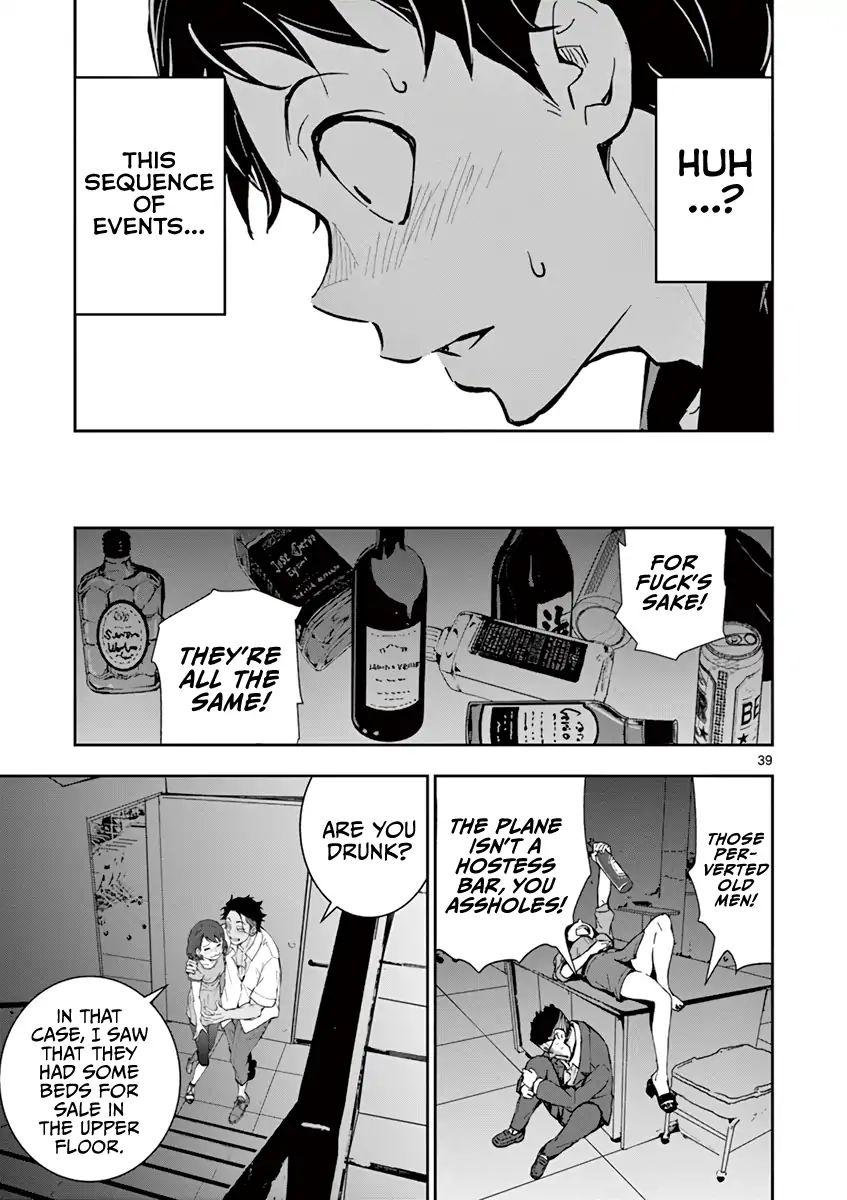 HUH
...?
THIS
SEQUENCE
OF
EVENTS...
FOR
FUCK'S
SAKE!
THEY'RE
ALL THE
SAME!
BE
39
THOSE
PER-
VERTED
OLD
MEN!
THE PLANE
ISN'T A
HOSTESS
BAR, YOU
ASSHOLES!
ARE YOU
DRUNK?
IN THAT
CASE, I SAW
THAT THEY
HAD SOME
BEDS FOR
SALE IN
THE UPPER
FLOOR.